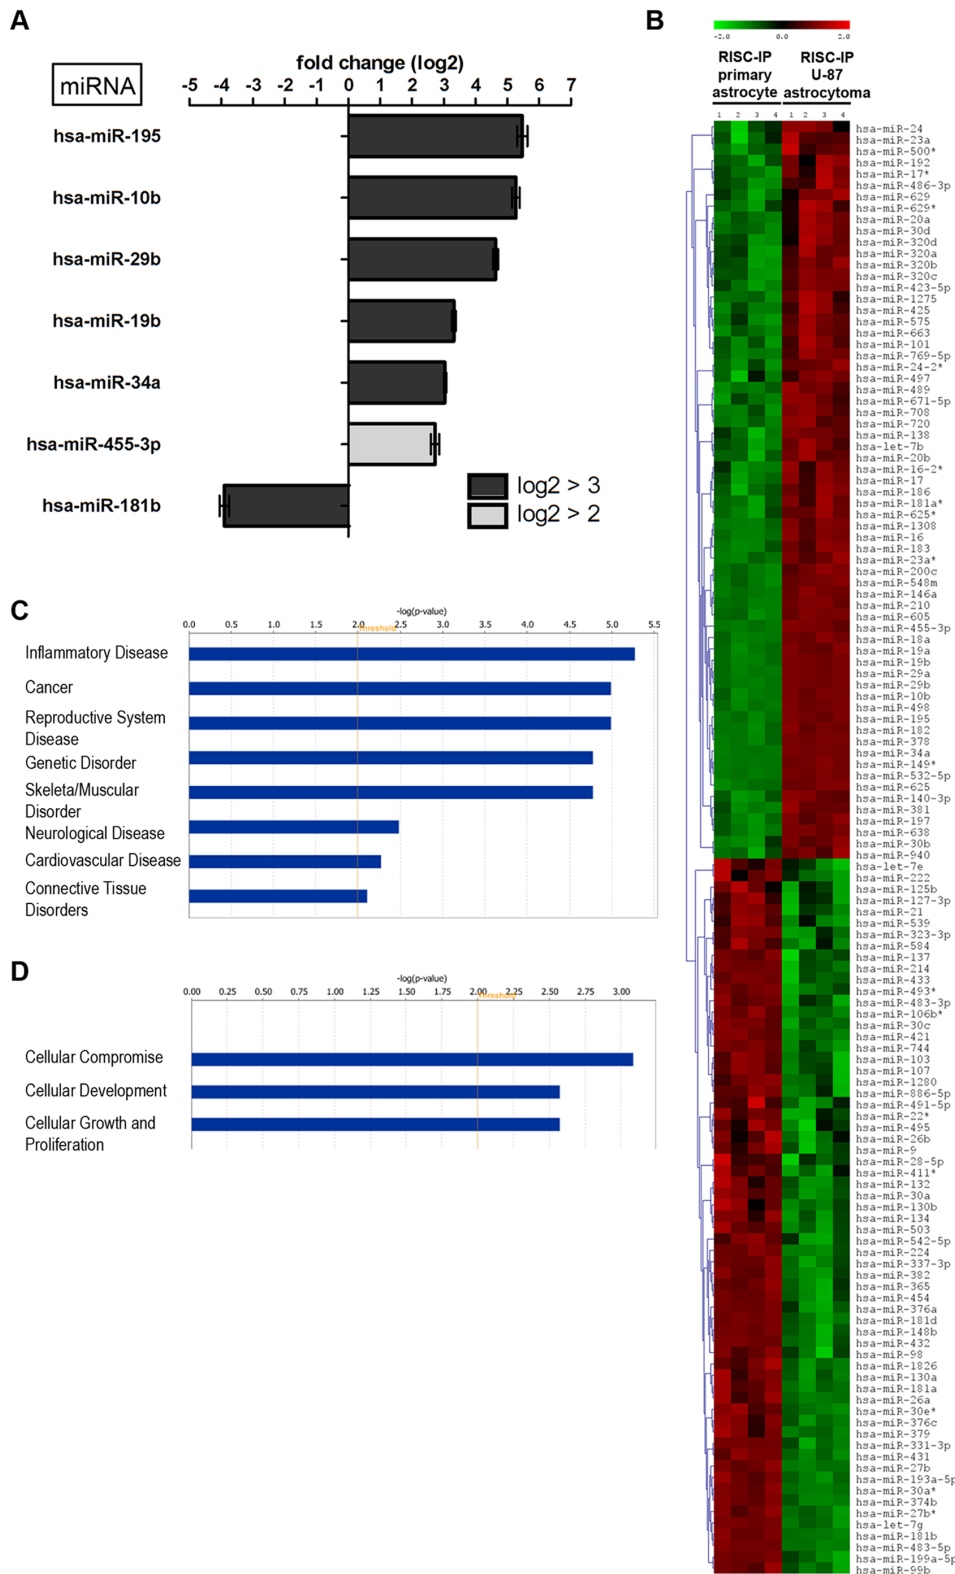 A
fold change (log2)
miRNA
-5 -4 -3 -2 -1 0 1 2 3 4 5 6 7
hsa-miR-195
hsa-miR-10b
hsa-miR-29b
hsa-miR-19b
hsa-miR-34a
hsa-miR-455-3p
hsa-miR-181b
log2 > 3
log2 > 2
B
-2.0 0.0 2.0
RISC-IP
primary
astrocyte
RISC-IP
U-87
astrocytoma
1 2 3 4 1 2 3 4
hsa-miR-24
hsa-miR-23a
hsa-miR-500*
hsa-miR-192
hsa-miR-17*
hsa-miR-486-3p
hsa-miR-629
hsa-miR-629*
hsa-miR-20a
hsa-miR-30d
hsa-miR-320d
hsa-miR-320a
hsa-miR-320b
hsa-miR-320c
hsa-miR-423-5p
hsa-miR-1275
hsa-miR-425
hsa-miR-575
hsa-miR-663
hsa-miR-101
hsa-miR-769-5p
hsa-miR-24-2*
hsa-miR-497
hsa-miR-489
hsa-miR-671-5p
hsa-miR-708
hsa-miR-720
hsa-miR-138
hsa-let-7b
hsa-miR-20b
hsa-miR-16-2*
hsa-miR-17
hsa-miR-186
hsa-miR-181a*
hsa-miR-625*
hsa-miR-1308
hsa-miR-16
hsa-miR-183
hsa-miR-23a*
hsa-miR-200c
hsa-miR-548m
hsa-miR-146a
hsa-miR-210
hsa-miR-605
hsa-miR-455-3p
hsa-miR-18a
hsa-miR-19a
hsa-miR-19b
hsa-miR-29a
hsa-miR-29b
hsa-miR-10b
hsa-miR-498
hsa-miR-195
hsa-miR-182
hsa-miR-378
hsa-miR-34a
hsa-miR-149*
hsa-miR-532-5p
hsa-miR-625
hsa-miR-140-3p
hsa-miR-381
hsa-miR-197
hsa-miR-638
hsa-miR-30b
hsa-miR-940
hsa-let-7e
hsa-miR-222
hsa-miR-125b
hsa-miR-127-3p
hsa-miR-21
hsa-miR-539
hsa-miR-323-3p
hsa-miR-584
hsa-miR-137
hsa-miR-214
hsa-miR-433
hsa-miR-493*
hsa-miR-483-3p
hsa-miR-106b*
hsa-miR-30c
hsa-miR-421
hsa-miR-744
hsa-miR-103
hsa-miR-107
hsa-miR-1280
hsa-miR-886-5p
hsa-miR-491-5p
hsa-miR-22*
hsa-miR-495
hsa-miR-26b
hsa-miR-9
hsa-miR-28-5p
hsa-miR-411*
hsa-miR-132
hsa-miR-30a
hsa-miR-130b
hsa-miR-134
hsa-miR-503
hsa-miR-542-5p
hsa-miR-224
hsa-miR-337-3p
hsa-miR-382
hsa-miR-365
hsa-miR-454
hsa-miR-376a
hsa-miR-181d
hsa-miR-148b
hsa-miR-432
hsa-miR-98
hsa-miR-1826
hsa-miR-130a
hsa-miR-181a
hsa-miR-26a
hsa-miR-30e*
hsa-miR-376c
hsa-miR-379
hsa-miR-331-3p
hsa-miR-431
hsa-miR-27b
hsa-miR-193a-5p
hsa-miR-30a*
hsa-miR-374b
hsa-miR-27b*
hsa-let-7g
hsa-miR-181b
hsa-miR-483-5p
hsa-miR-199a-5p
hsa-miR-99b
C
-log(p-value)
0.0 0.5 1.0 1.5 2.0 2.5 3.0 3.5 4.0 4.5 5.0 5.5
Threshold
Inflammatory Disease
Cancer
Reproductive System
Disease
Genetic Disorder
Skeleta/Muscular
Disorder
Neurological Disease
Cardiovascular Disease
Connective Tissue
Disorders
D
-log(p-value)
0.00 0.25 0.50 0.75 1.00 1.25 1.50 1.75 2.00 2.25 2.50 2.75 3.00
Threshold
Cellular Compromise
Cellular Development
Cellular Growth and
Proliferation